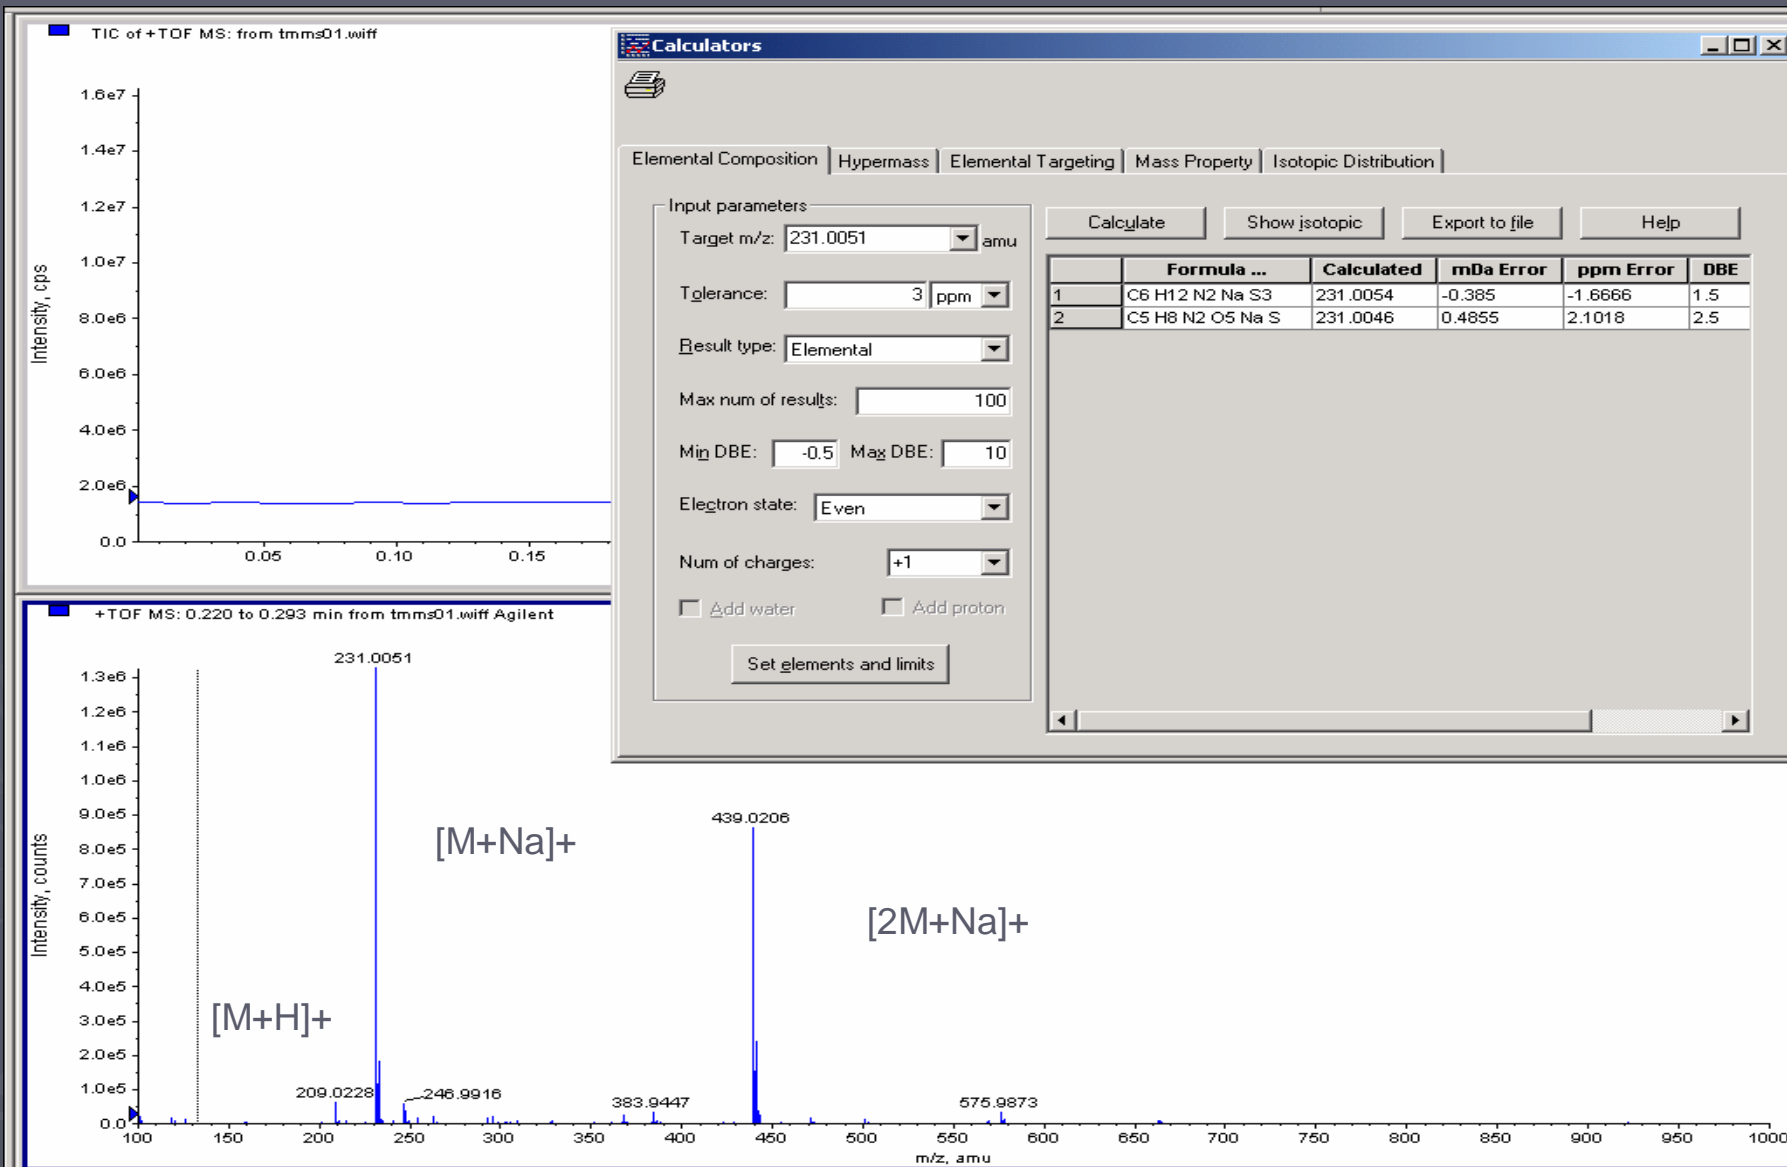 TIC of +TOF MS: from tmms01.wiff
1.6e7
1.4e7
1.2e7
1.0e7
8.0e6
6.0e6
4.0e6
2.0e6
0.0
Intensity, cps
0.05 0.10 0.15
Calculators
Elemental Composition Hypermass Elemental Targeting Mass Property Isotopic Distribution
Input parameters
Target m/z: 231.0051 amu
Tolerance: 3 ppm
Result type: Elemental
Max num of results: 100
Min DBE: -0.5 Max DBE: 10
Electron state: Even
Num of charges: +1
Add water Add proton
Set elements and limits
Calculate Show isotopic Export to file Help
Formula ... Calculated mDa Error ppm Error DBE
1 C6 H12 N2 Na S3 231.0054 -0.385 -1.6666 1.5
2 C5 H8 N2 O5 Na S 231.0046 0.4855 2.1018 2.5
+TOF MS: 0.220 to 0.293 min from tmms01.wiff Agilent
1.3e6
1.2e6
1.1e6
1.0e6
9.0e5
8.0e5
7.0e5
6.0e5
5.0e5
4.0e5
3.0e5
2.0e5
1.0e5
0.0
Intensity, counts
231.0051
439.0206
[M+Na]+
[2M+Na]+
[M+H]+
209.0228 246.9916 383.9447 575.9873
100 150 200 250 300 350 400 450 500 550 600 650 700 750 800 850 900 950 1000
m/z, amu